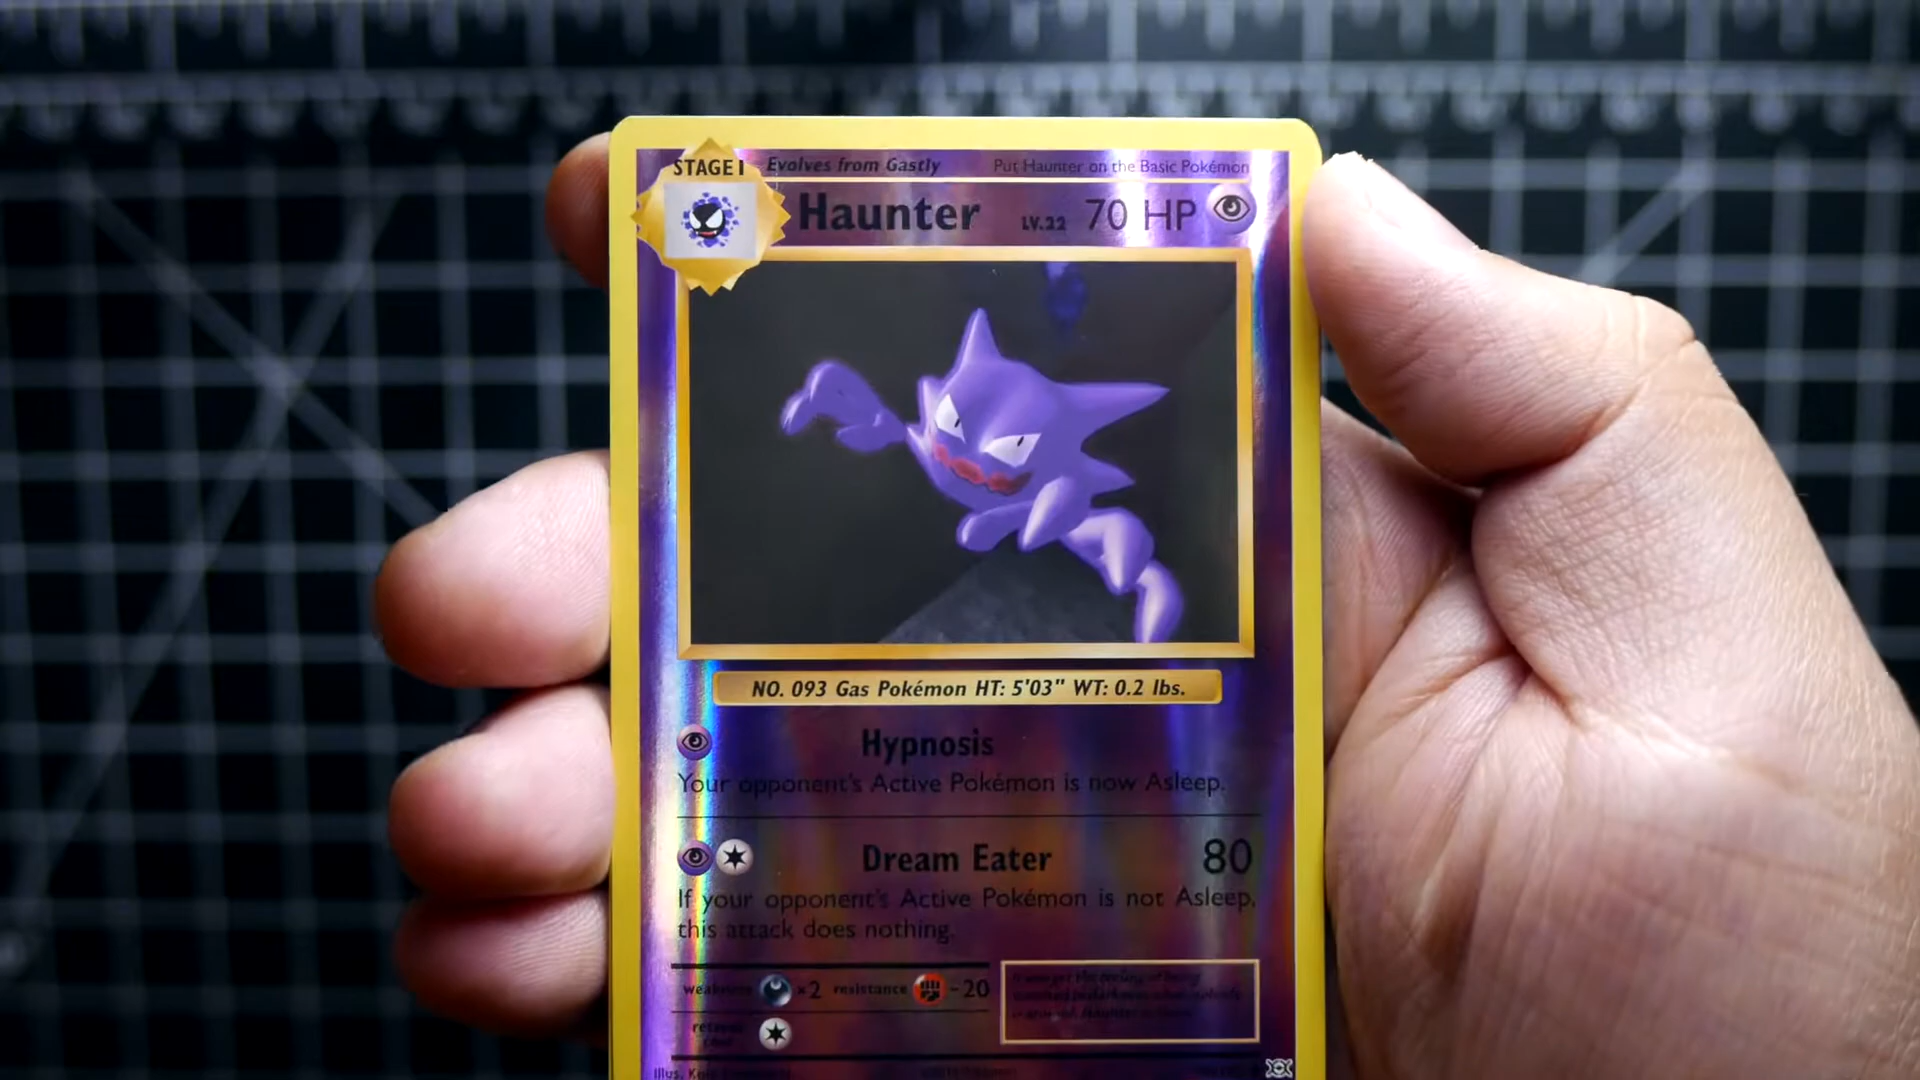 STAGE 1 Evolves from Gastly Put Haunter on the Basic Pokémon
Haunter LV.22 70 HP
NO. 093 Gas Pokémon HT: 5'03" WT: 0.2 lbs.
Hypnosis
Your opponent's Active Pokémon is now Asleep.
Dream Eater 80
If your opponent's Active Pokémon is not Asleep,
this attack does nothing.
weakness ×2 resistance -20
retreat
cost
Illus.